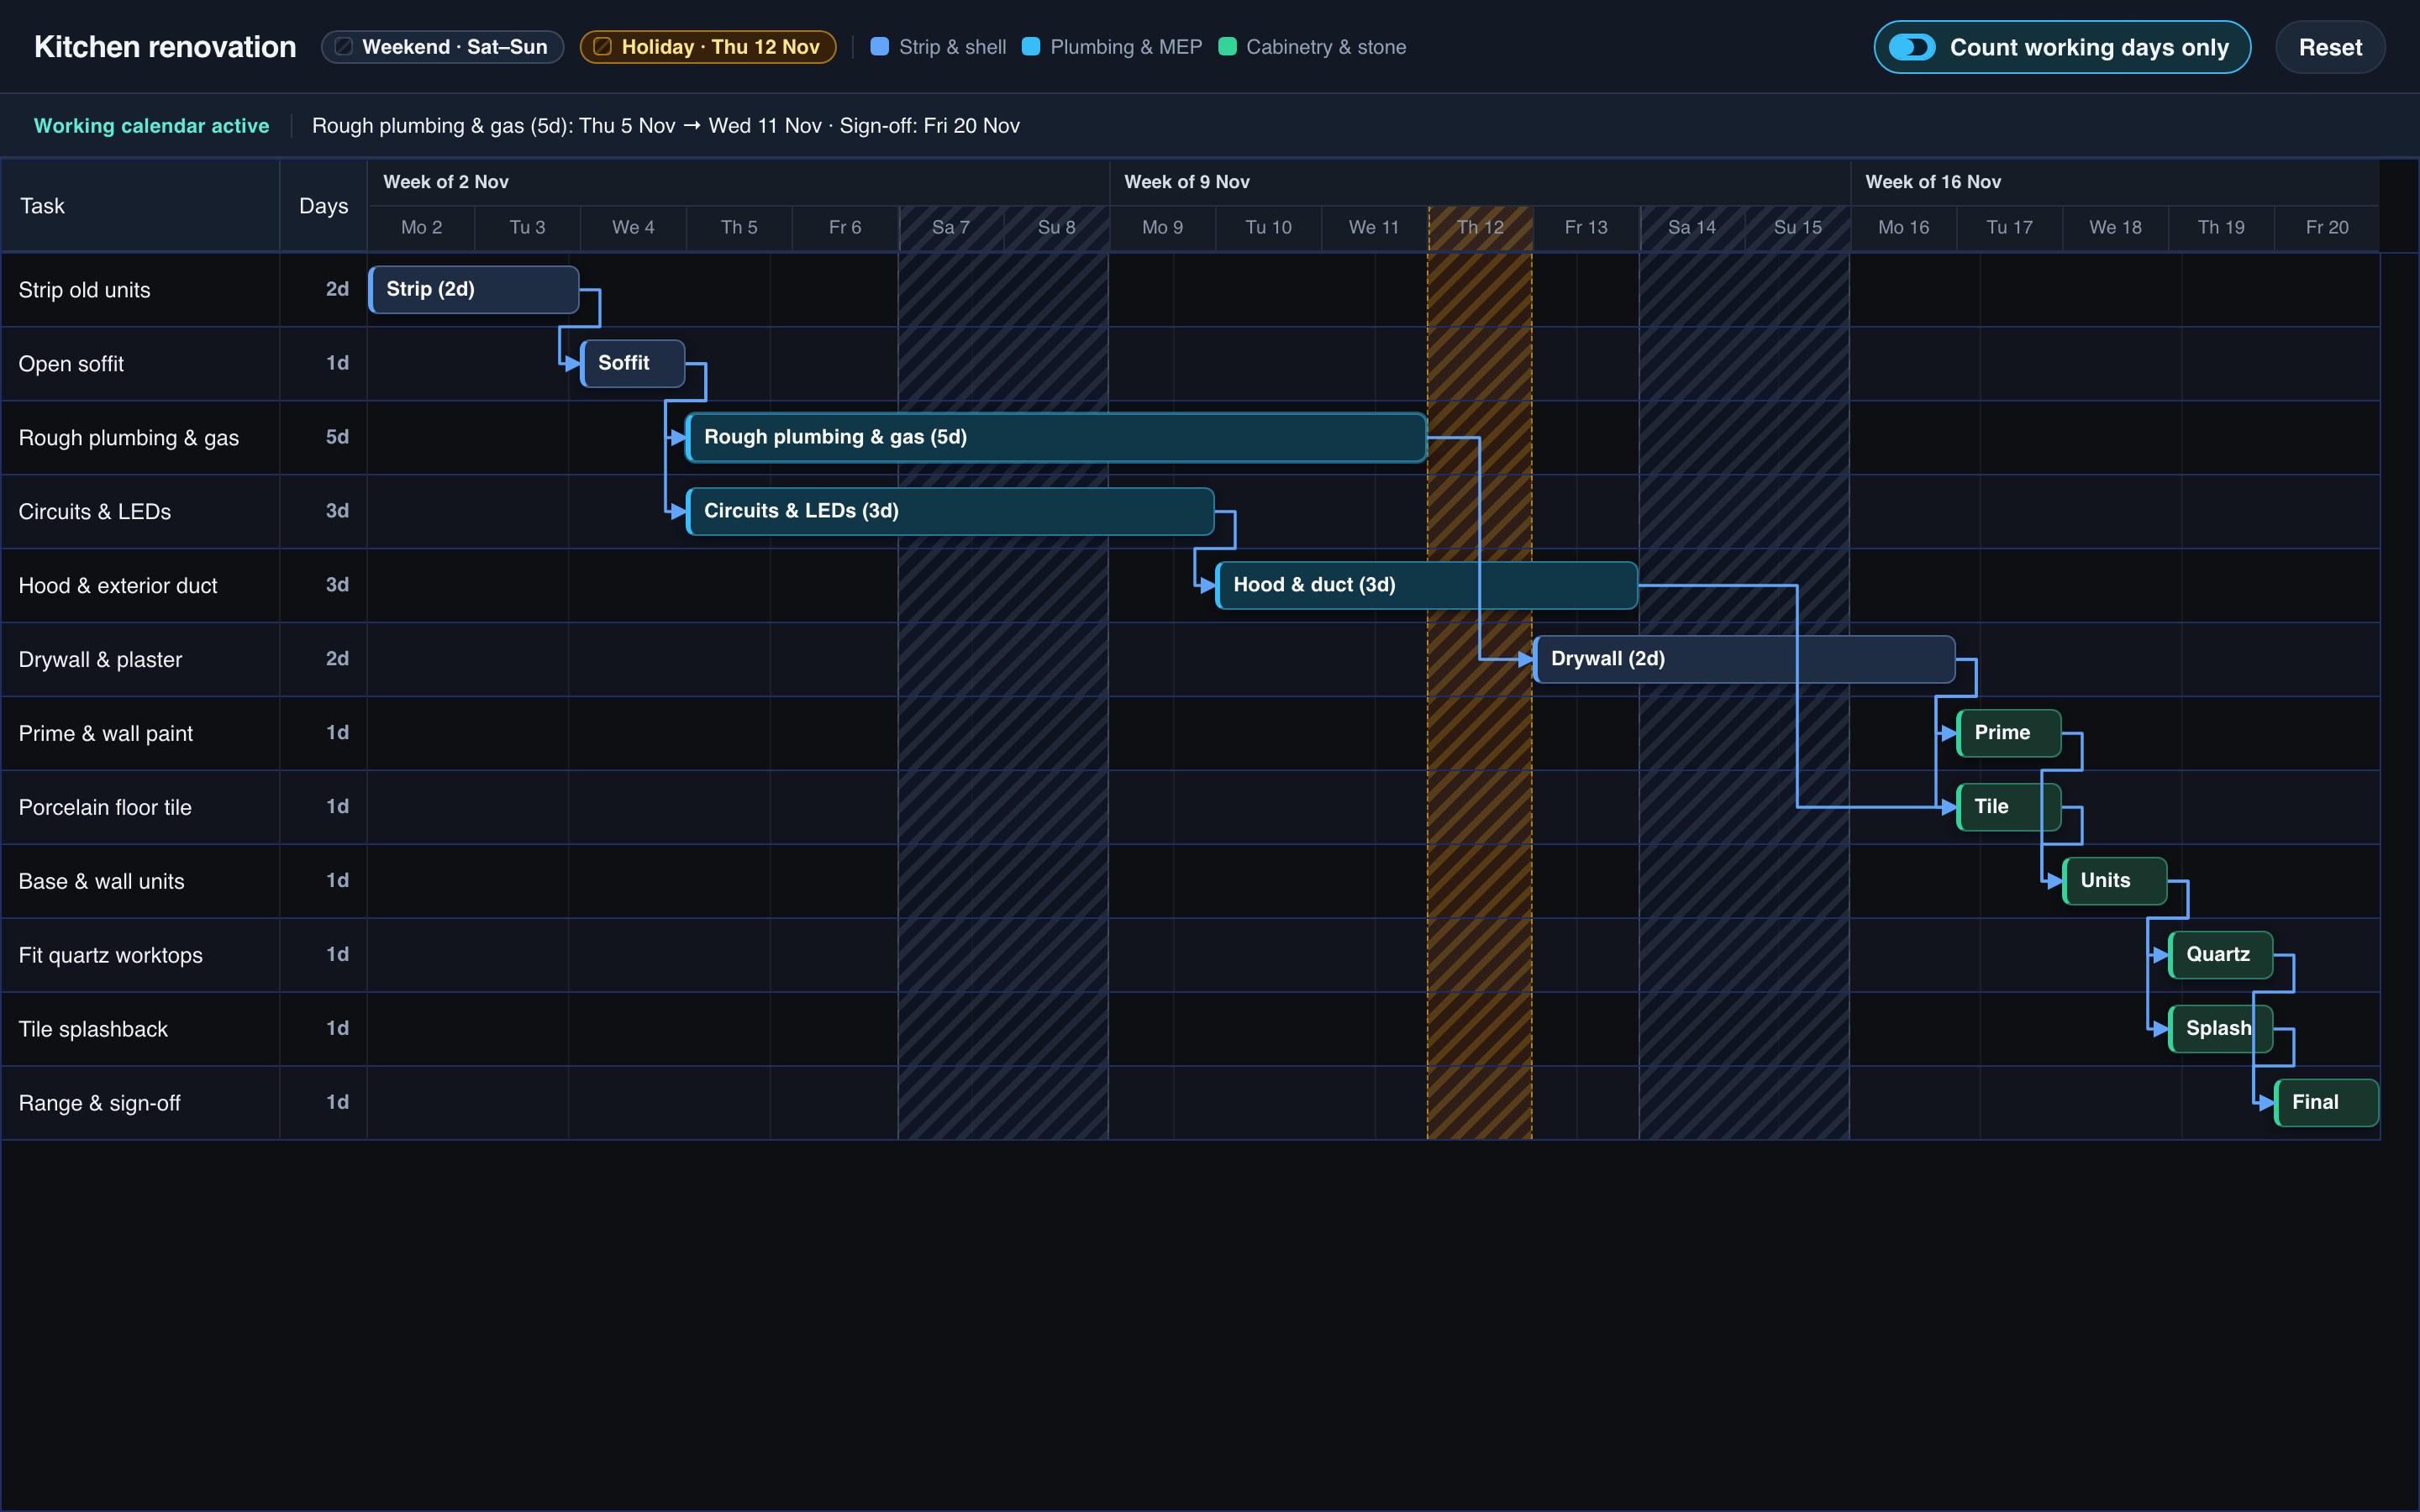 Kitchen renovation
Weekend · Sat–Sun
Holiday · Thu 12 Nov
Strip & shell
Plumbing & MEP
Cabinetry & stone
Count working days only
Reset
Working calendar active
Rough plumbing & gas (5d): Thu 5 Nov → Wed 11 Nov · Sign-off: Fri 20 Nov
Task
Days
Week of 2 Nov
Week of 9 Nov
Week of 16 Nov
Mo 2
Tu 3
We 4
Th 5
Fr 6
Sa 7
Su 8
Mo 9
Tu 10
We 11
Th 12
Fr 13
Sa 14
Su 15
Mo 16
Tu 17
We 18
Th 19
Fr 20
Strip old units
2d
Strip (2d)
Open soffit
1d
Soffit
Rough plumbing & gas
5d
Rough plumbing & gas (5d)
Circuits & LEDs
3d
Circuits & LEDs (3d)
Hood & exterior duct
3d
Hood & duct (3d)
Drywall & plaster
2d
Drywall (2d)
Prime & wall paint
1d
Prime
Porcelain floor tile
1d
Tile
Base & wall units
1d
Units
Fit quartz worktops
1d
Quartz
Tile splashback
1d
Splash
Range & sign-off
1d
Final